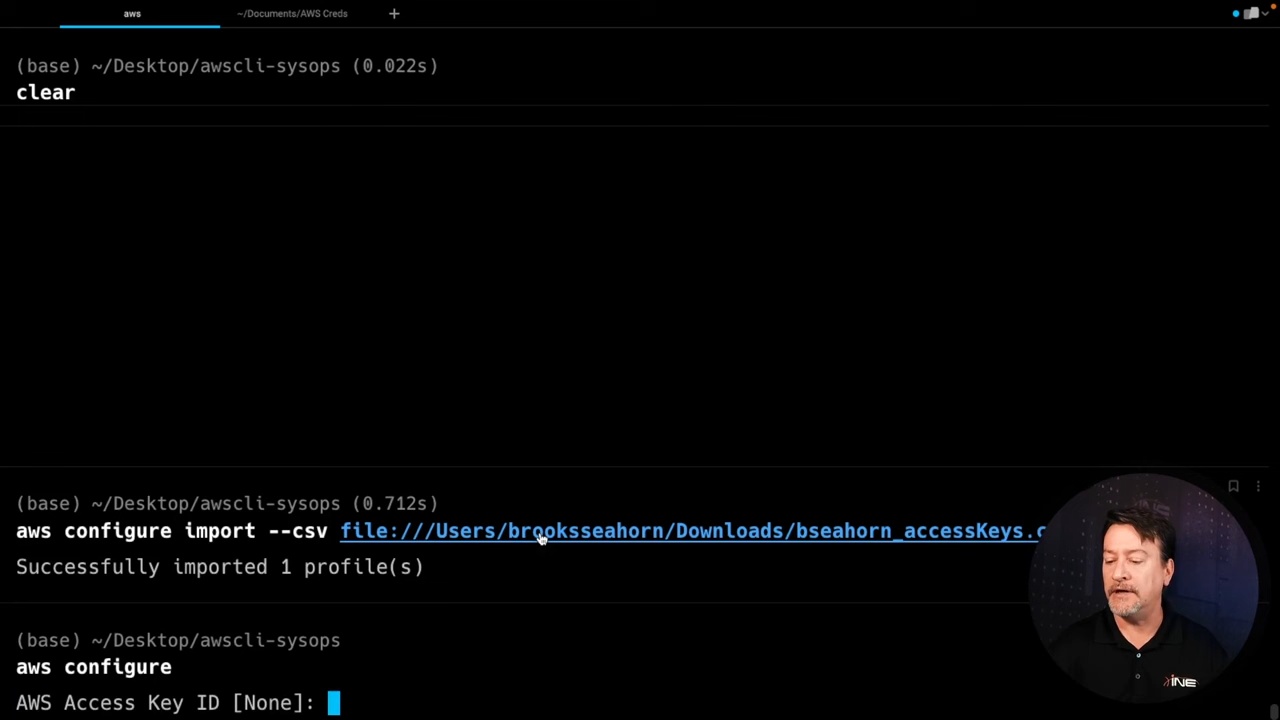 aws
~/Documents/AWS Creds
+
(base) ~/Desktop/awscli-sysops (0.022s)
clear
(base) ~/Desktop/awscli-sysops (0.712s)
aws configure import --csv file:///Users/brooksseahorn/Downloads/bseahorn_accessKeys.c
Successfully imported 1 profile(s)
(base) ~/Desktop/awscli-sysops
aws configure
AWS Access Key ID [None]:
INE